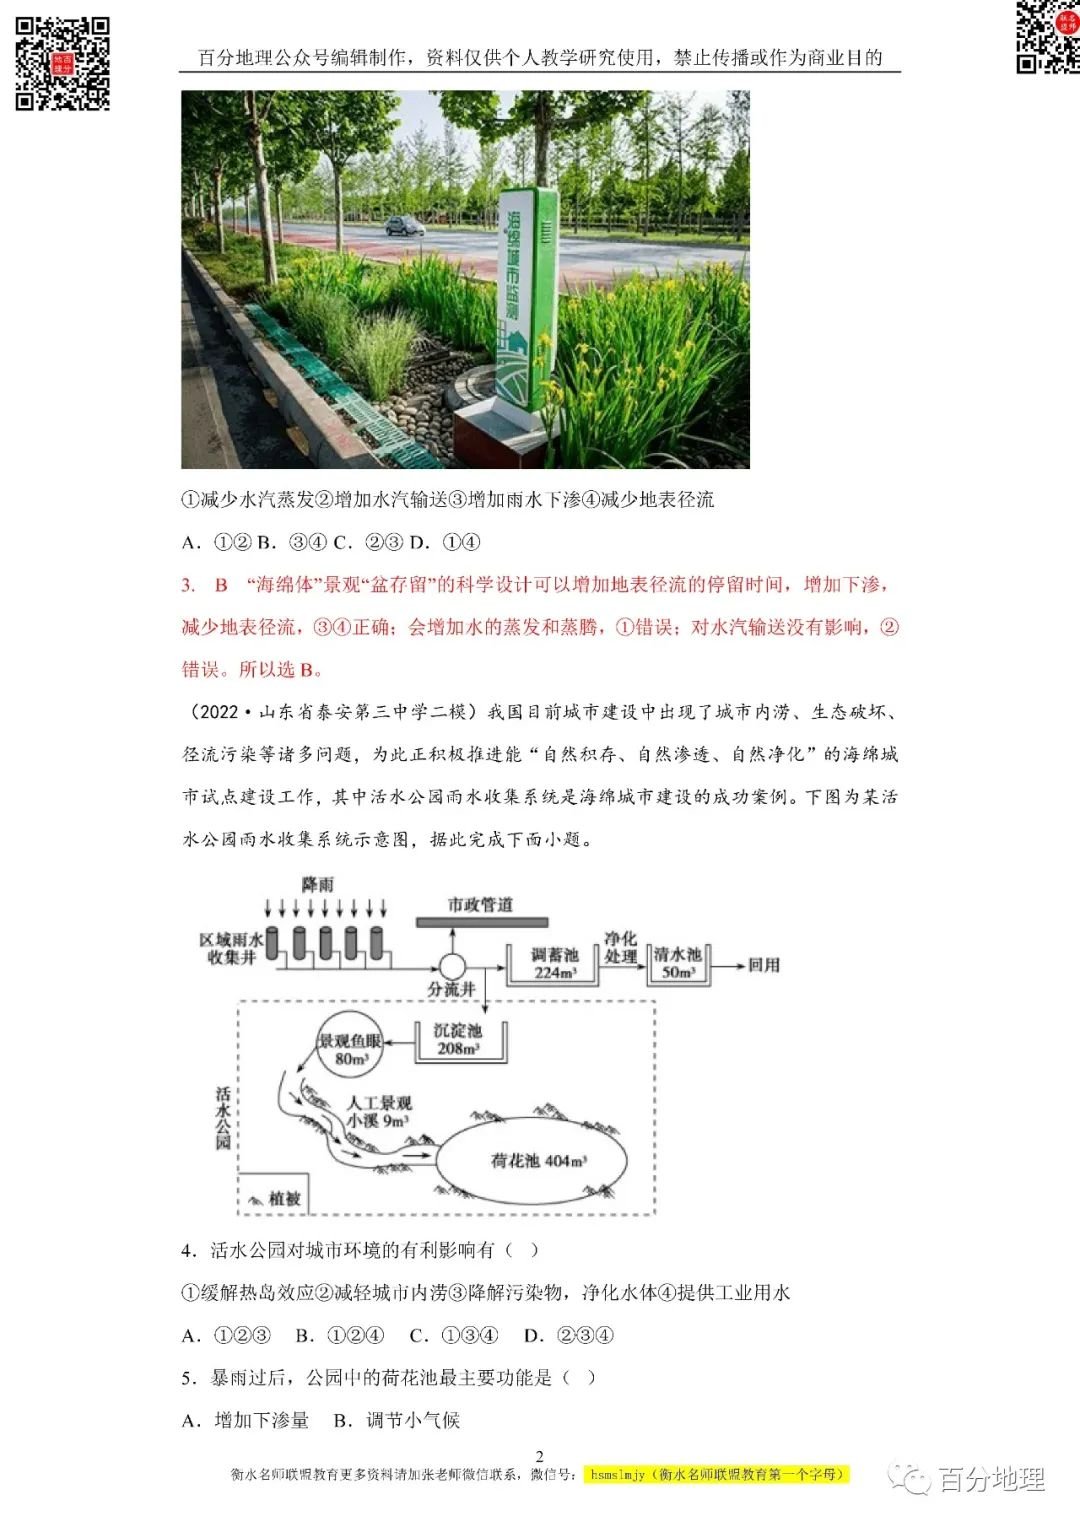 百分地理公众号编辑制作，资料仅供个人教学研究使用，禁止传播或作为商业目的
百分
地理
联名
技师
海绵城市监测
①减少水汽蒸发②增加水汽输送③增加雨水下渗④减少地表径流
A．①② B．③④ C．②③ D．①④
3. B “海绵体”景观“盆存留”的科学设计可以增加地表径流的停留时间，增加下渗，
减少地表径流，③④正确；会增加水的蒸发和蒸腾，①错误；对水汽输送没有影响，②
错误。所以选 B。
（2022·山东省泰安第三中学二模）我国目前城市建设中出现了城市内涝、生态破坏、
径流污染等诸多问题，为此正积极推进能“自然积存、自然渗透、自然净化”的海绵城
市试点建设工作，其中活水公园雨水收集系统是海绵城市建设的成功案例。下图为某活
水公园雨水收集系统示意图，据此完成下面小题。
降雨
市政管道
区域雨水
收集井
分流井
调蓄池
224m³
净化
处理
清水池
50m³
回用
沉淀池
208m³
景观鱼眼
80m³
活水公园
人工景观
小溪 9m³
荷花池 404m³
植被
4．活水公园对城市环境的有利影响有（ ）
①缓解热岛效应②减轻城市内涝③降解污染物，净化水体④提供工业用水
A．①②③ B．①②④ C．①③④ D．②③④
5．暴雨过后，公园中的荷花池最主要功能是（ ）
A．增加下渗量 B．调节小气候
2
衡水名师联盟教育更多资料请加张老师微信联系，微信号： hsmslmjy（衡水名师联盟教育第一个字母）
百分地理